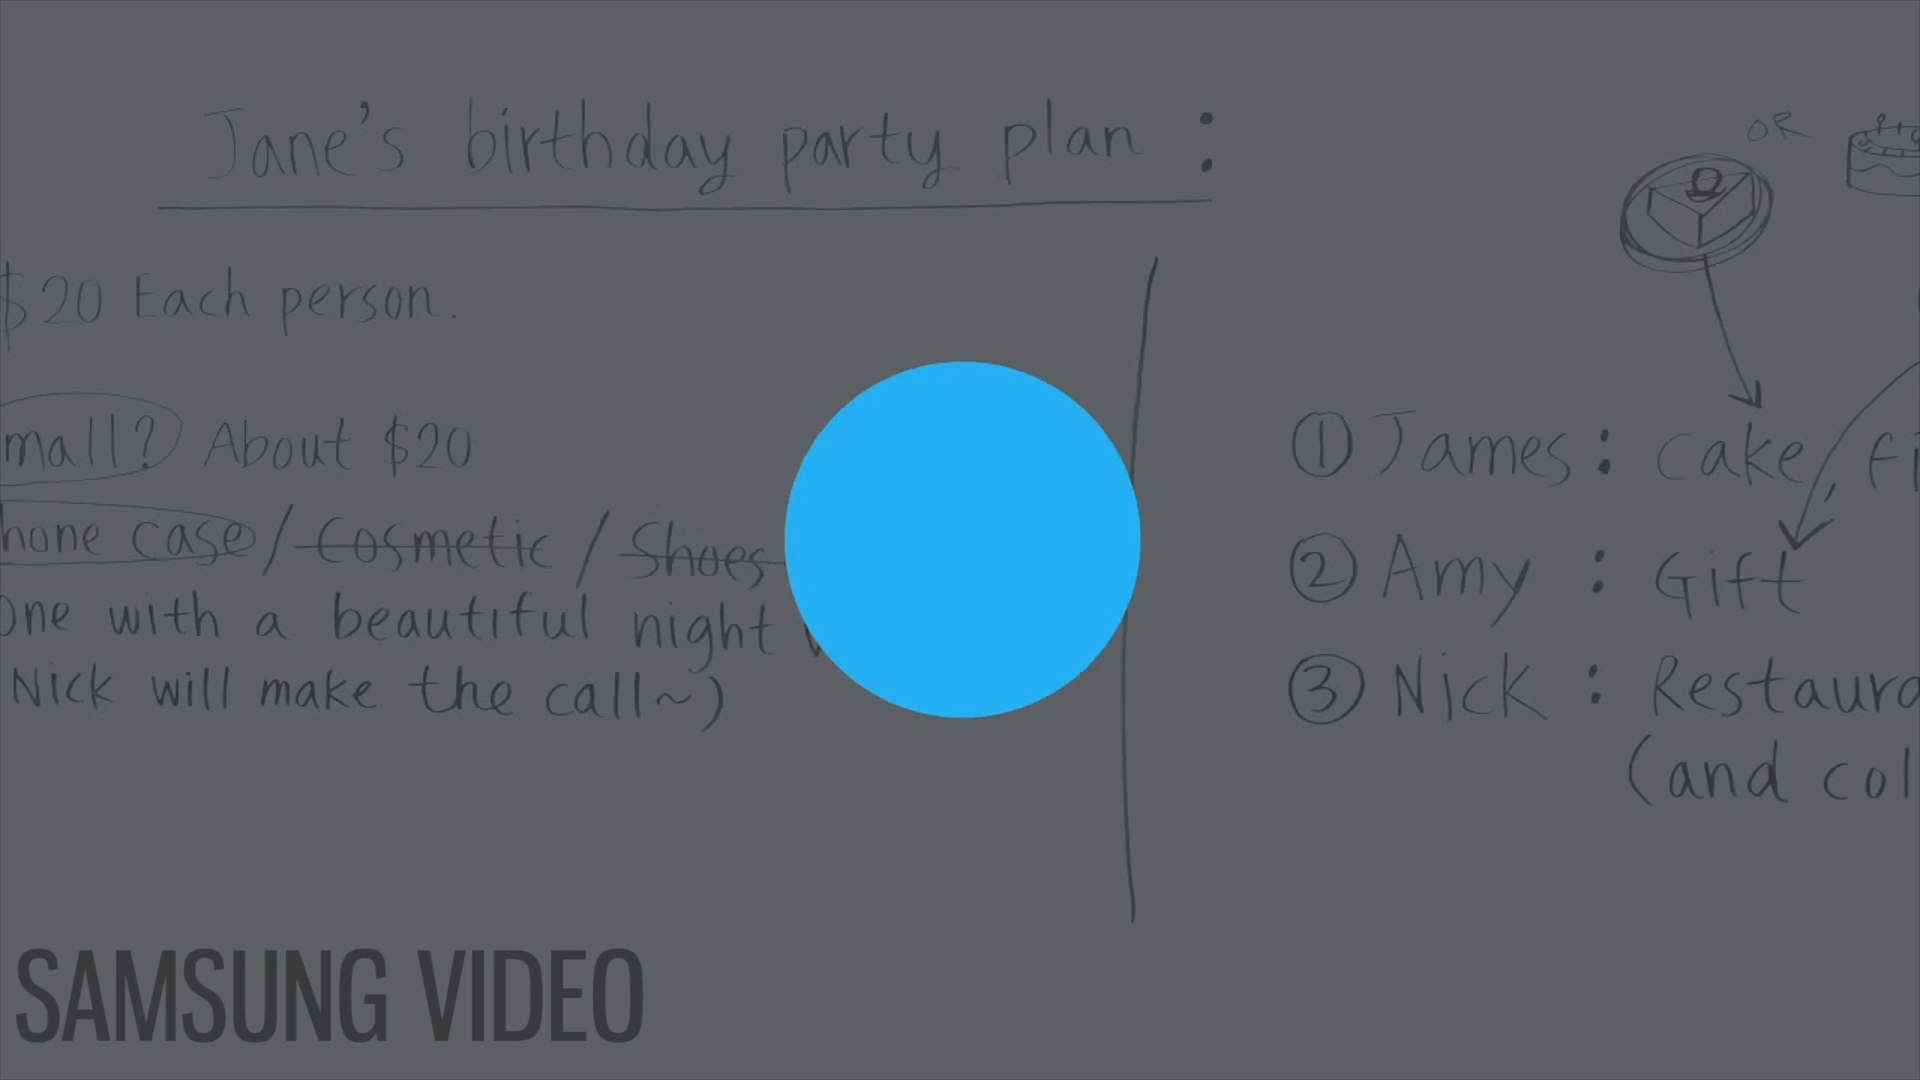 Jane's birthday party plan :
$20 Each person.
mall? About $20
hone case / Cosmetic / Shoes
one with a beautiful night
Nick will make the call~)
OR
① James : cake, fi
② Amy : Gift
③ Nick : Restaura
(and col
SAMSUNG VIDEO